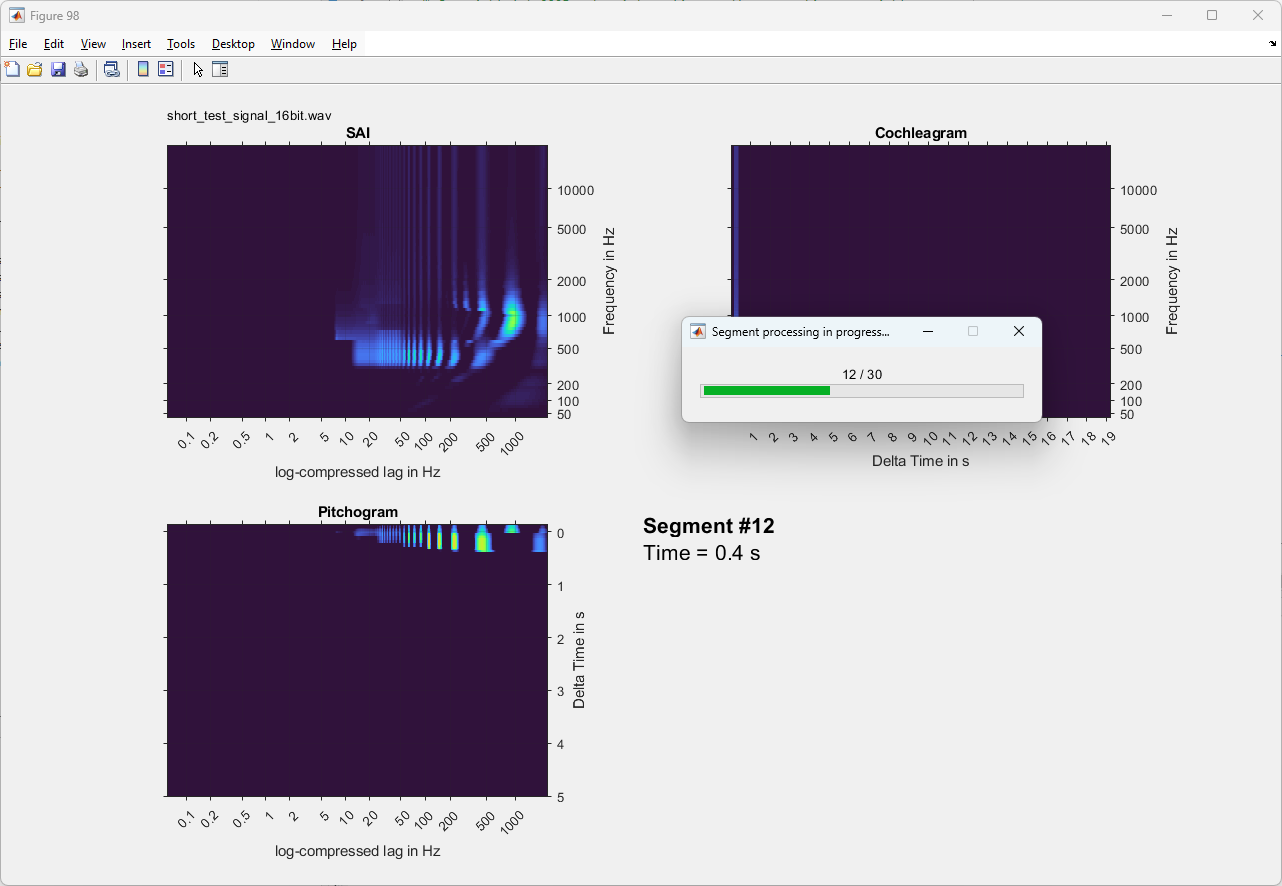 Figure 98
File Edit View Insert Tools Desktop Window Help
short_test_signal_16bit.wav
SAI
10000
5000
2000
1000
500
200
100
50
Frequency in Hz
0.1 0.2 0.5 1 2 5 10 20 50 100 200 500 1000
log-compressed lag in Hz
Cochleagram
10000
5000
2000
1000
500
200
100
50
Frequency in Hz
1 2 3 4 5 6 7 8 9 10 11 12 13 14 15 16 17 18 19
Delta Time in s
Segment processing in progress...
12 / 30
Pitchogram
0
1
2
3
4
5
Delta Time in s
0.1 0.2 0.5 1 2 5 10 20 50 100 200 500 1000
log-compressed lag in Hz
Segment #12
Time = 0.4 s